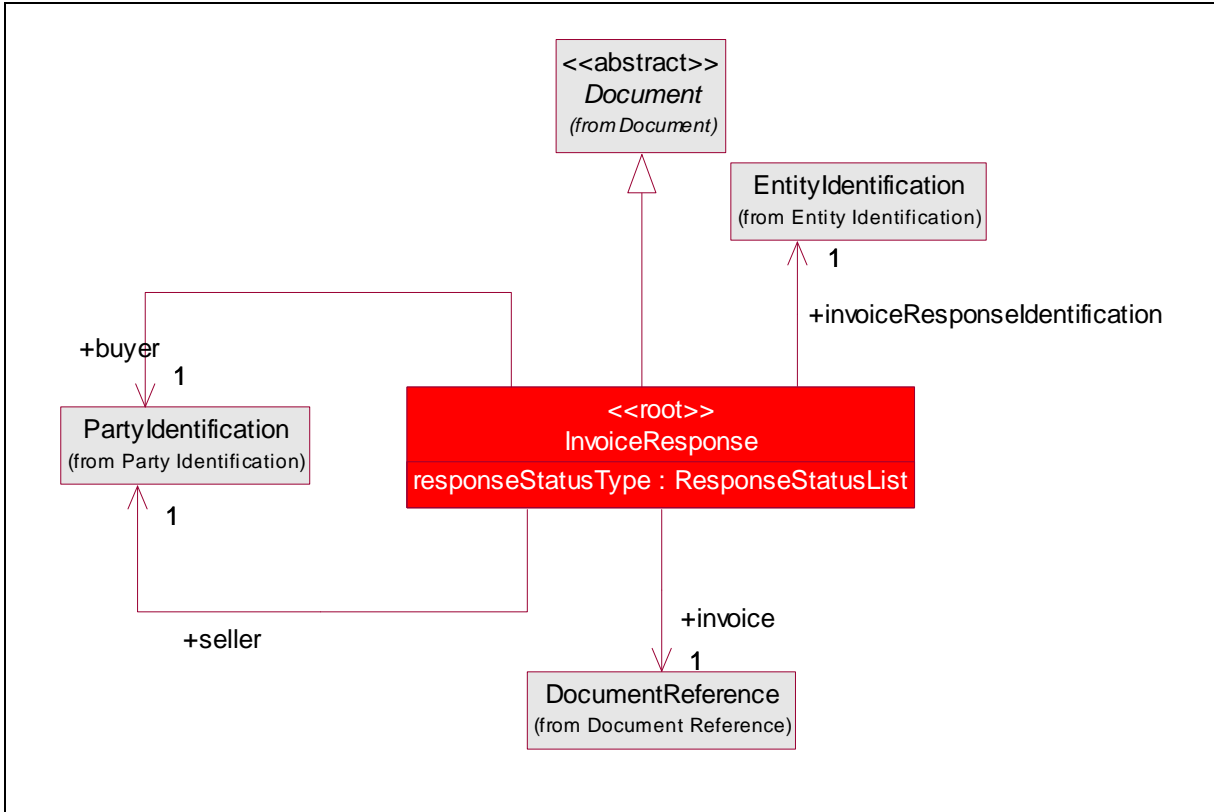 <<abstract>>
Document
(from Document)
EntityIdentification
(from Entity Identification)
1
+invoiceResponseIdentification
+buyer
1
PartyIdentification
(from Party Identification)
1
<<root>>
InvoiceResponse
responseStatusType : ResponseStatusList
+seller
+invoice
1
DocumentReference
(from Document Reference)